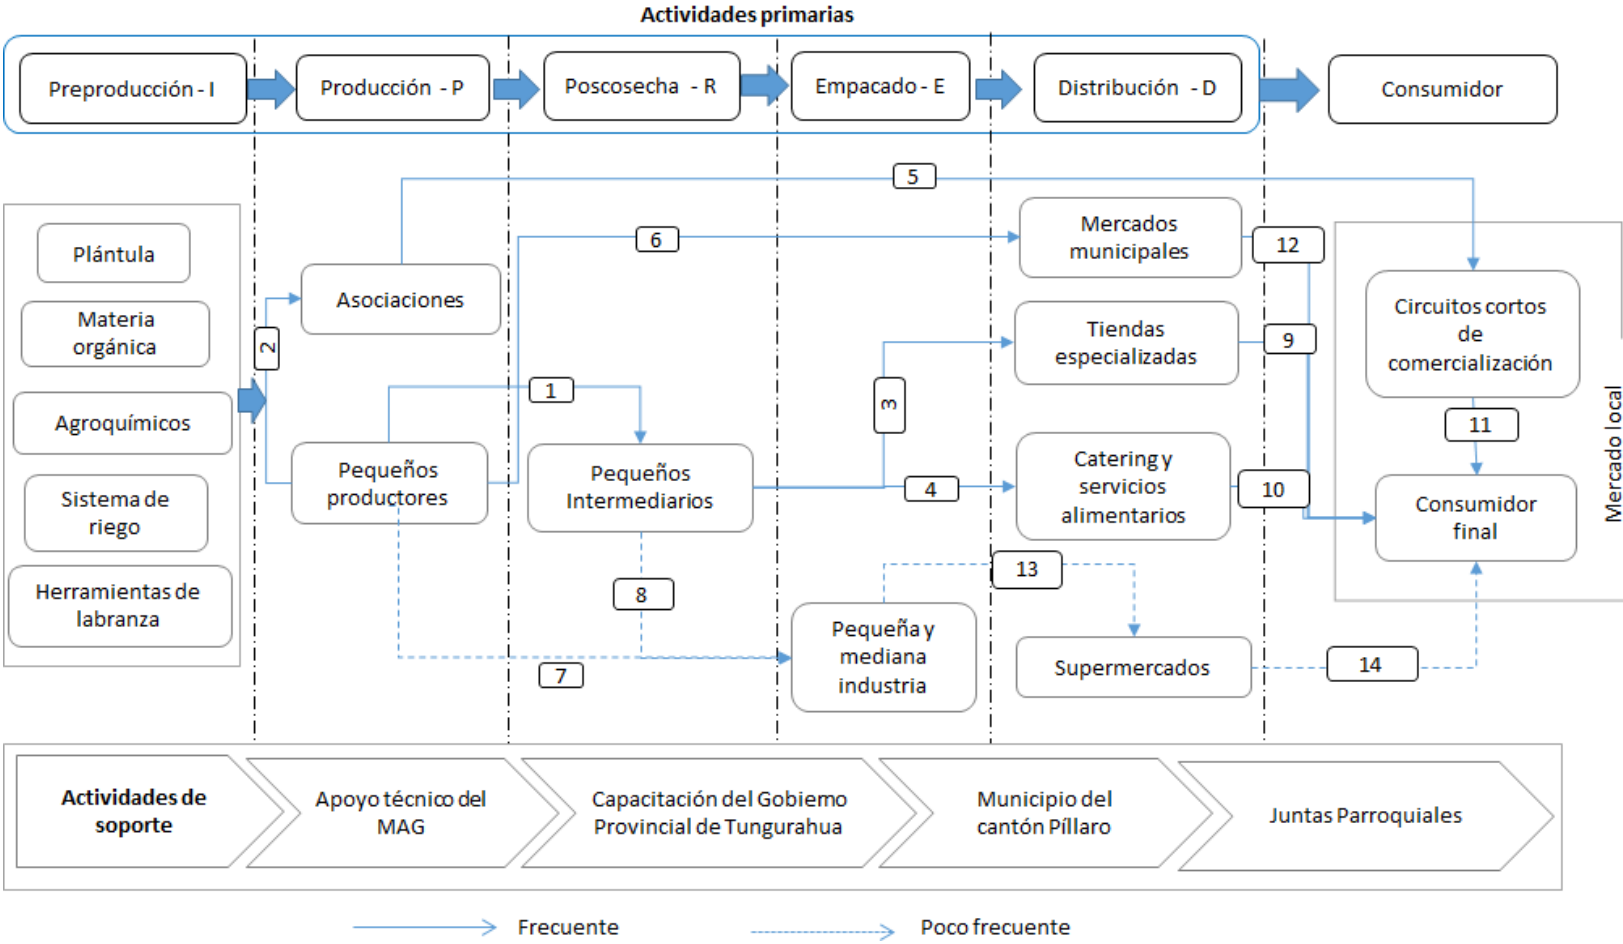 Actividades primarias
Preproducción - I
Producción - P
Poscosecha - R
Empacado - E
Distribución - D
Consumidor
5
6
12
Mercados
municipales
Plántula
Asociaciones
Materia
orgánica
2
Tiendas
especializadas
9
Circuitos cortos
de
comercialización
1
3
Agroquímicos
11
Mercado local
Pequeños
productores
Pequeños
Intermediarios
4
Catering y
servicios
alimentarios
10
Consumidor
final
Sistema de
riego
8
13
Herramientas de
labranza
7
Pequeña y
mediana
industria
Supermercados
14
Actividades de
soporte
Apoyo técnico del
MAG
Capacitación del Gobierno
Provincial de Tungurahua
Municipio del
cantón Píllaro
Juntas Parroquiales
Frecuente
Poco frecuente